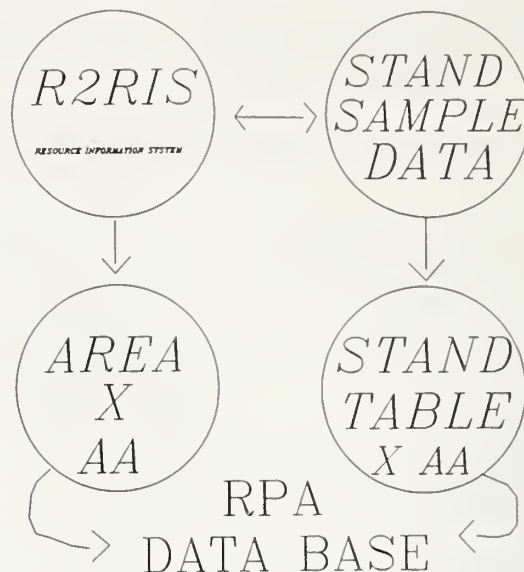 R2RIS
RESOURCE INFORMATION SYSTEM
STAND
SAMPLE
DATA
AREA
X
AA
STAND
TABLE
X AA
RPA
DATA BASE